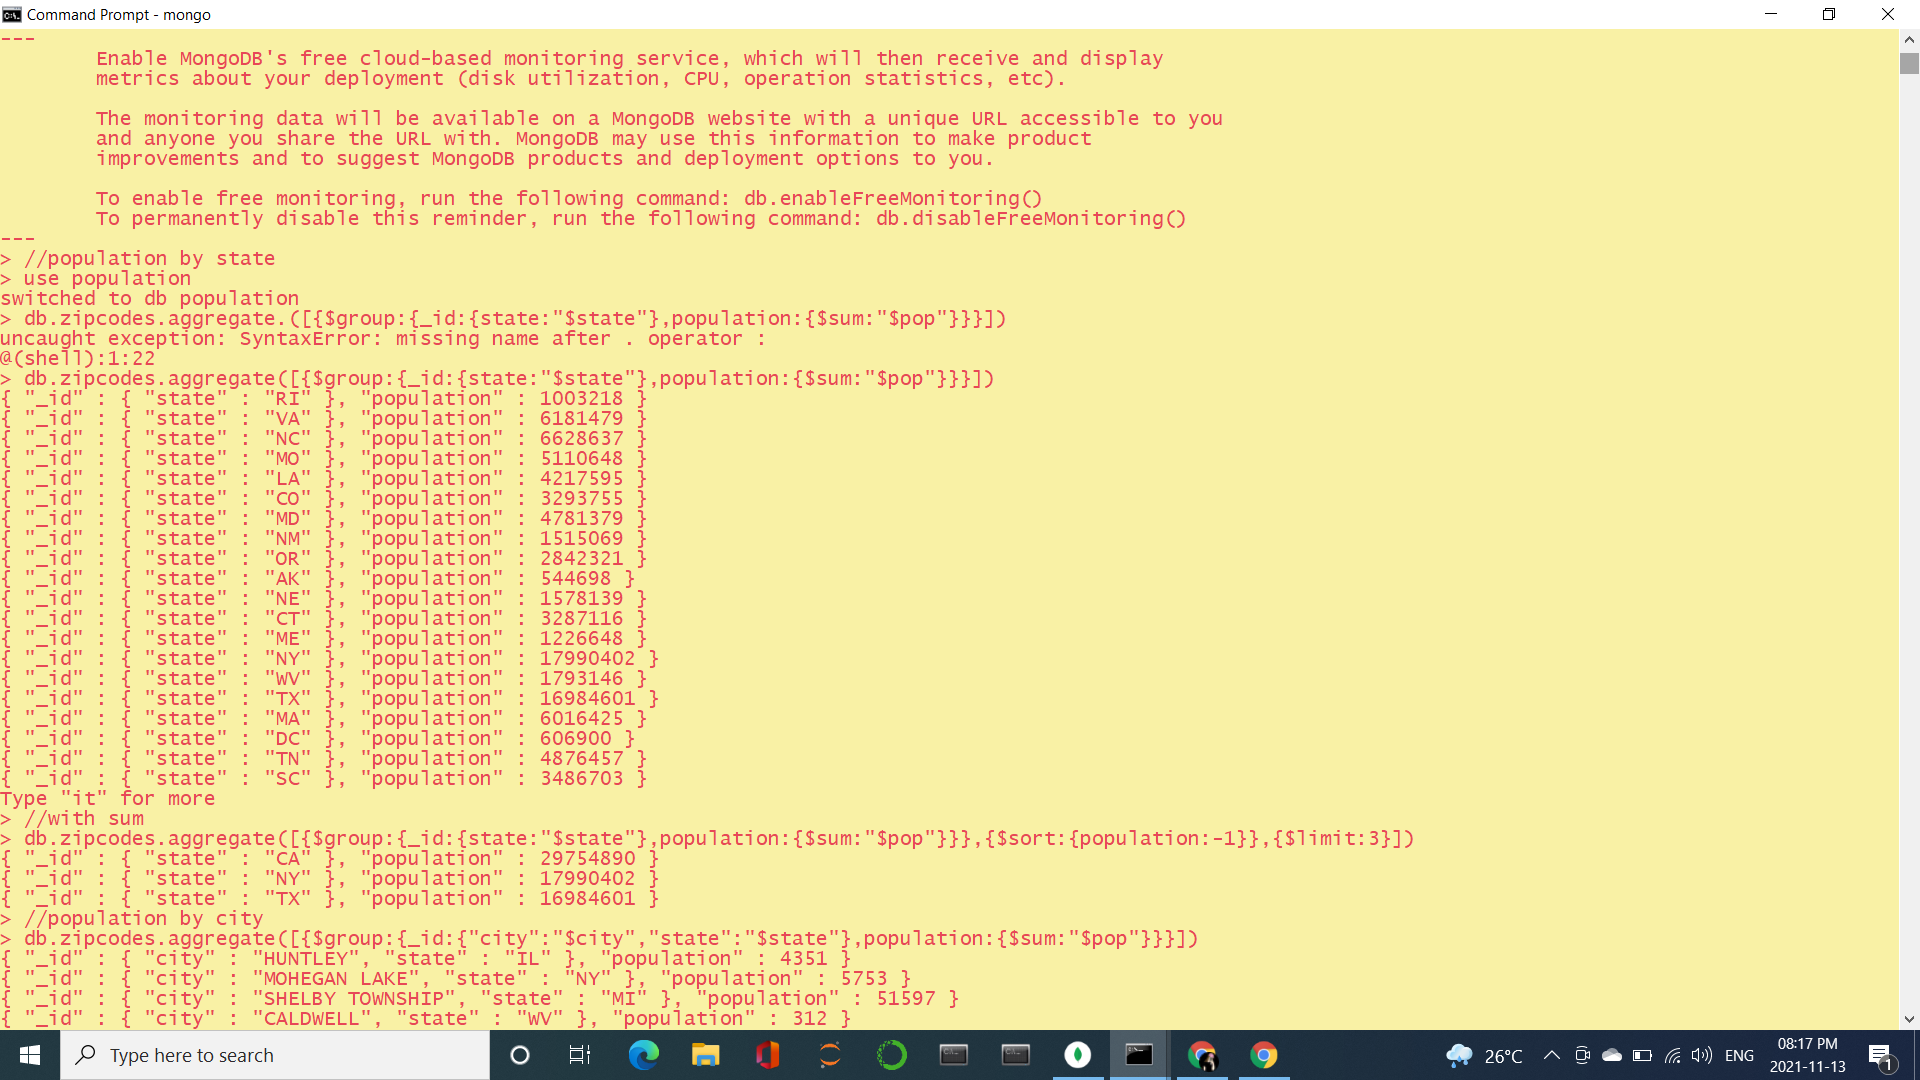 Command Prompt - mongo
---
Enable MongoDB's free cloud-based monitoring service, which will then receive and display
metrics about your deployment (disk utilization, CPU, operation statistics, etc).
The monitoring data will be available on a MongoDB website with a unique URL accessible to you
and anyone you share the URL with. MongoDB may use this information to make product
improvements and to suggest MongoDB products and deployment options to you.
To enable free monitoring, run the following command: db.enableFreeMonitoring()
To permanently disable this reminder, run the following command: db.disableFreeMonitoring()
---
> //population by state
> use population
switched to db population
> db.zipcodes.aggregate.([{$group:{_id:{state:"$state"},population:{$sum:"$pop"}}}])
uncaught exception: SyntaxError: missing name after . operator :
@(shell):1:22
> db.zipcodes.aggregate([{$group:{_id:{state:"$state"},population:{$sum:"$pop"}}}])
{ "_id" : { "state" : "RI" }, "population" : 1003218 }
{ "_id" : { "state" : "VA" }, "population" : 6181479 }
{ "_id" : { "state" : "NC" }, "population" : 6628637 }
{ "_id" : { "state" : "MO" }, "population" : 5110648 }
{ "_id" : { "state" : "LA" }, "population" : 4217595 }
{ "_id" : { "state" : "CO" }, "population" : 3293755 }
{ "_id" : { "state" : "MD" }, "population" : 4781379 }
{ "_id" : { "state" : "NM" }, "population" : 1515069 }
{ "_id" : { "state" : "OR" }, "population" : 2842321 }
{ "_id" : { "state" : "AK" }, "population" : 544698 }
{ "_id" : { "state" : "NE" }, "population" : 1578139 }
{ "_id" : { "state" : "CT" }, "population" : 3287116 }
{ "_id" : { "state" : "ME" }, "population" : 1226648 }
{ "_id" : { "state" : "NY" }, "population" : 17990402 }
{ "_id" : { "state" : "WV" }, "population" : 1793146 }
{ "_id" : { "state" : "TX" }, "population" : 16984601 }
{ "_id" : { "state" : "MA" }, "population" : 6016425 }
{ "_id" : { "state" : "DC" }, "population" : 606900 }
{ "_id" : { "state" : "TN" }, "population" : 4876457 }
{ "_id" : { "state" : "SC" }, "population" : 3486703 }
Type "it" for more
> //with sum
> db.zipcodes.aggregate([{$group:{_id:{state:"$state"},population:{$sum:"$pop"}}},{$sort:{population:-1}},{$limit:3}])
{ "_id" : { "state" : "CA" }, "population" : 29754890 }
{ "_id" : { "state" : "NY" }, "population" : 17990402 }
{ "_id" : { "state" : "TX" }, "population" : 16984601 }
> //population by city
> db.zipcodes.aggregate([{$group:{_id:{"city":"$city","state":"$state"},population:{$sum:"$pop"}}}])
{ "_id" : { "city" : "HUNTLEY", "state" : "IL" }, "population" : 4351 }
{ "_id" : { "city" : "MOHEGAN LAKE", "state" : "NY" }, "population" : 5753 }
{ "_id" : { "city" : "SHELBY TOWNSHIP", "state" : "MI" }, "population" : 51597 }
{ "_id" : { "city" : "CALDWELL", "state" : "WV" }, "population" : 312 }
Type here to search
26°C
ENG
08:17 PM
2021-11-13
1